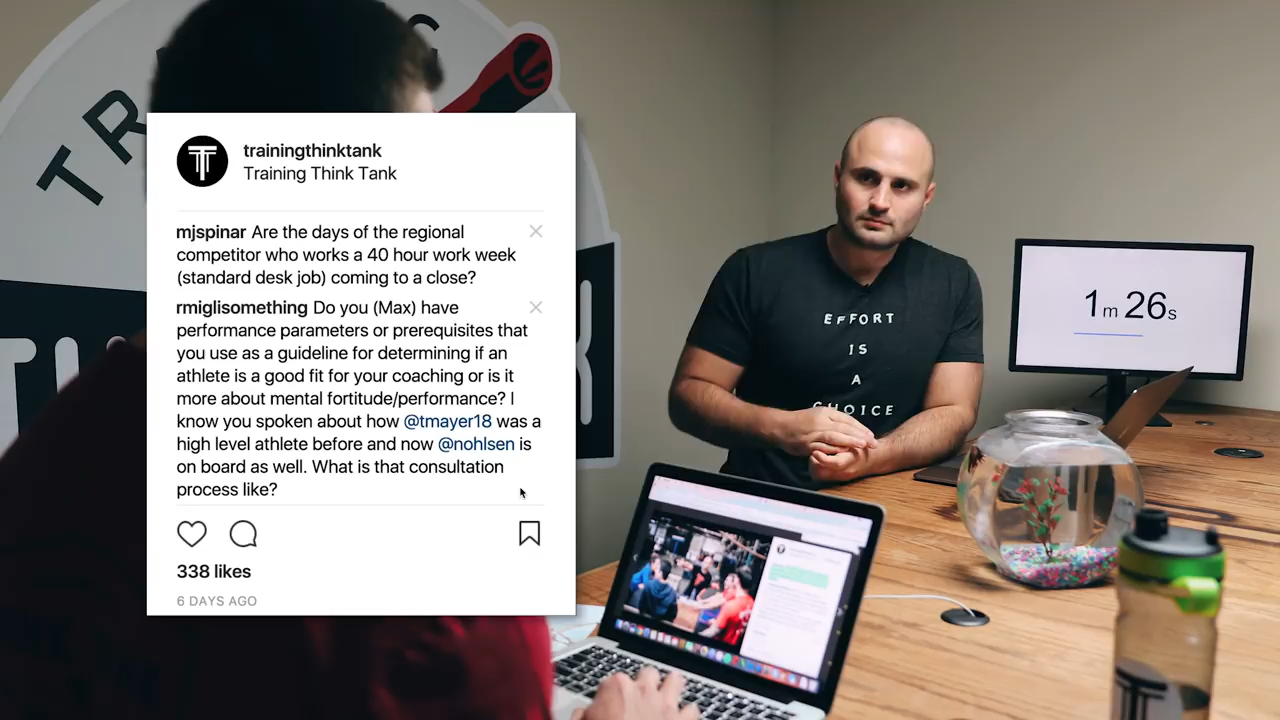 TR
C
trainingthinktank
Training Think Tank
mjspinar Are the days of the regional
competitor who works a 40 hour work week
(standard desk job) coming to a close?
rmiglisomething Do you (Max) have
performance parameters or prerequisites that
you use as a guideline for determining if an
athlete is a good fit for your coaching or is it
more about mental fortitude/performance? I
know you spoken about how @tmayer18 was a
high level athlete before and now @nohlsen is
on board as well. What is that consultation
process like?
338 likes
6 DAYS AGO
EFFORT
IS
A
CHOICE
1m 26s